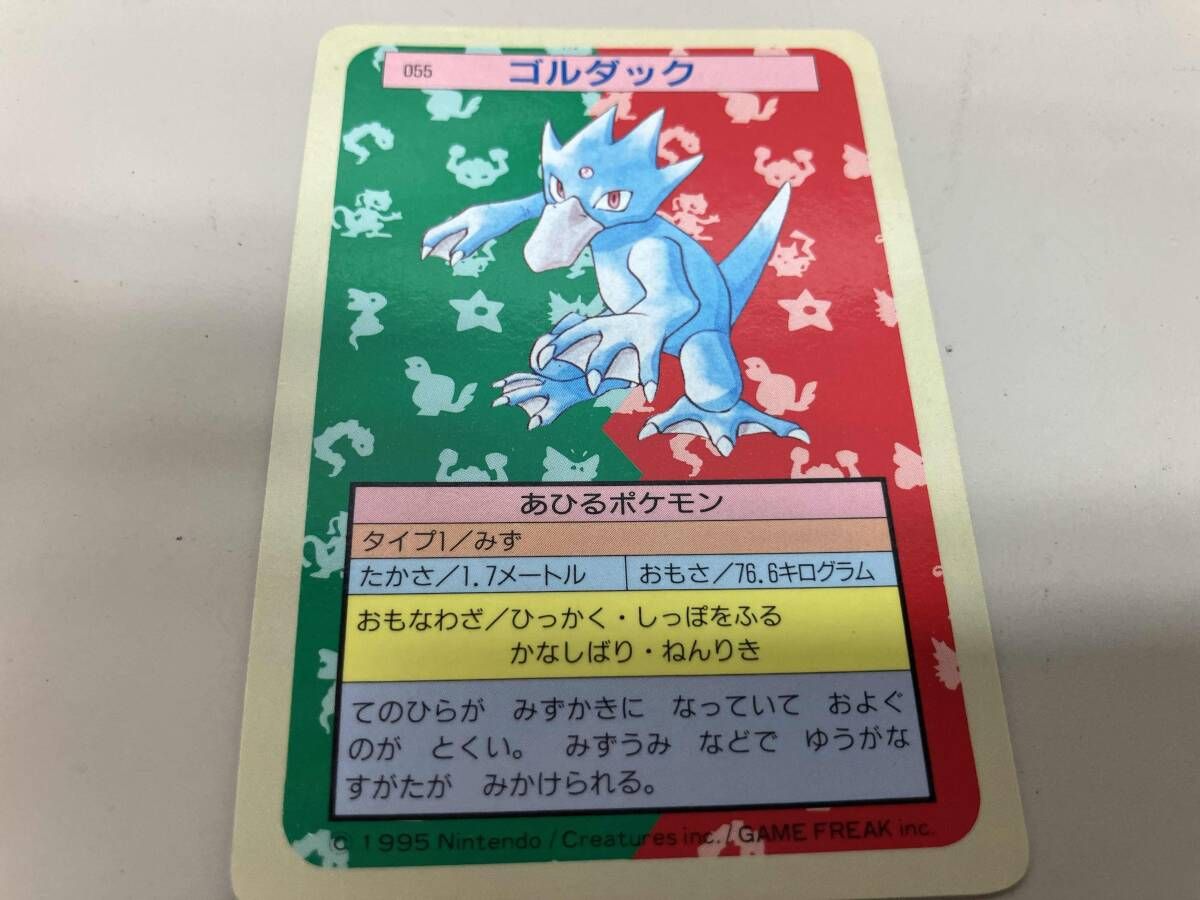 055 ゴルダック
あひるポケモン
タイプ1／みず
たかさ／1.7メートル おもさ／76.6キログラム
おもなわざ／ひっかく・しっぽをふる
かなしばり・ねんりき
てのひらが みずかきに なっていて およぐ
のが とくい。 みずうみ などで ゆうがな
すがたが みかけられる。
© 1995 Nintendo / Creatures inc. / GAME FREAK inc.